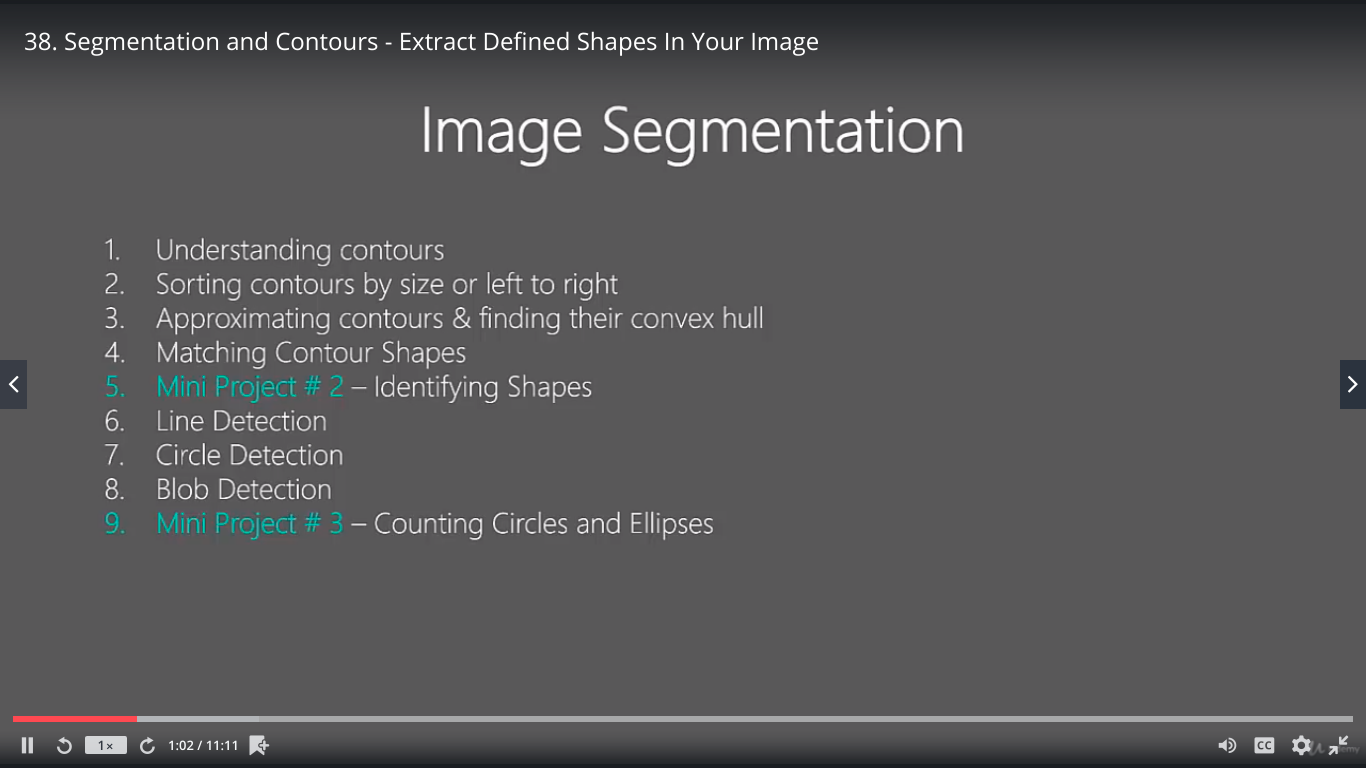 38. Segmentation and Contours - Extract Defined Shapes In Your Image
Image Segmentation
1. Understanding contours
2. Sorting contours by size or left to right
3. Approximating contours & finding their convex hull
4. Matching Contour Shapes
5. Mini Project # 2 – Identifying Shapes
6. Line Detection
7. Circle Detection
8. Blob Detection
9. Mini Project # 3 – Counting Circles and Ellipses
1x 1:02 / 11:11 CC